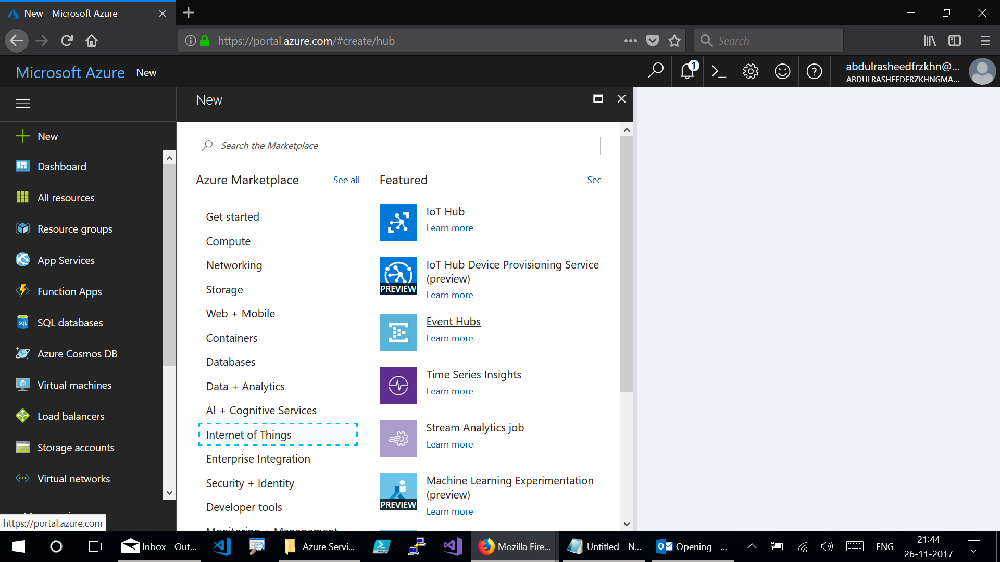 New - Microsoft Azure
https://portal.azure.com/#create/hub
Search
Microsoft Azure
New
1
abdulrasheedfrzkhn@...
ABDULRASHEEDFRZKHNGMA...
New
Dashboard
All resources
Resource groups
App Services
Function Apps
SQL
SQL databases
Azure Cosmos DB
Virtual machines
Load balancers
Storage accounts
Virtual networks
https://portal.azure.com
New
Search the Marketplace
Azure Marketplace
See all
Get started
Compute
Networking
Storage
Web + Mobile
Containers
Databases
Data + Analytics
AI + Cognitive Services
Internet of Things
Enterprise Integration
Security + Identity
Developer tools
Monitoring + Management
Featured
See
IoT Hub
Learn more
IoT Hub Device Provisioning Service
(preview)
PREVIEW
Learn more
Event Hubs
Learn more
Time Series Insights
Learn more
Stream Analytics job
Learn more
Machine Learning Experimentation
(preview)
PREVIEW
Learn more
Inbox - Out...
Azure Servi...
Mozilla Fire...
Untitled - N...
Opening - ...
ENG
21:44
26-11-2017